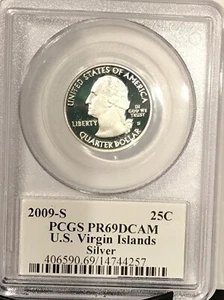 UNITED STATES OF AMERICA
LIBERTY
IN
GOD WE
TRUST
S
QUARTER DOLLAR
2009-S 25C
PCGS PR69DCAM
U.S. Virgin Islands
Silver
406590.69/14744257